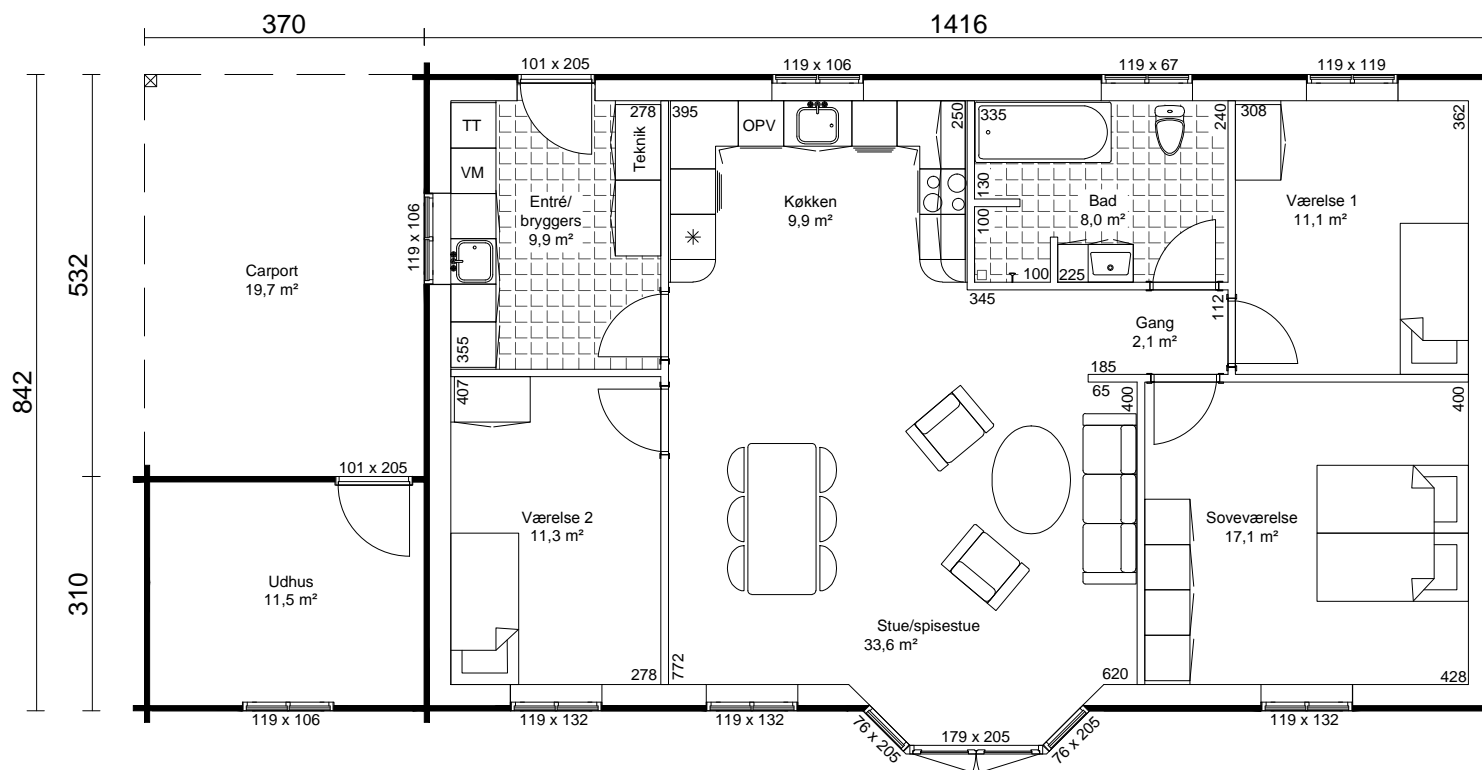 370
1416
101 x 205
119 x 106
119 x 67
119 x 119
TT
278
395
OPV
250
335
240
308
362
Teknik
VM
130
Entré/
bryggers
9,9 m²
Køkken
9,9 m²
Bad
8,0 m²
Værelse 1
11,1 m²
100
119 x 106
532
Carport
19,7 m²
100
225
345
112
Gang
2,1 m²
355
842
185
407
65
400
400
101 x 205
Værelse 2
11,3 m²
Soveværelse
17,1 m²
310
Udhus
11,5 m²
Stue/spisestue
33,6 m²
278
772
620
428
119 x 106
119 x 132
119 x 132
76 x 205
179 x 205
76 x 205
119 x 132